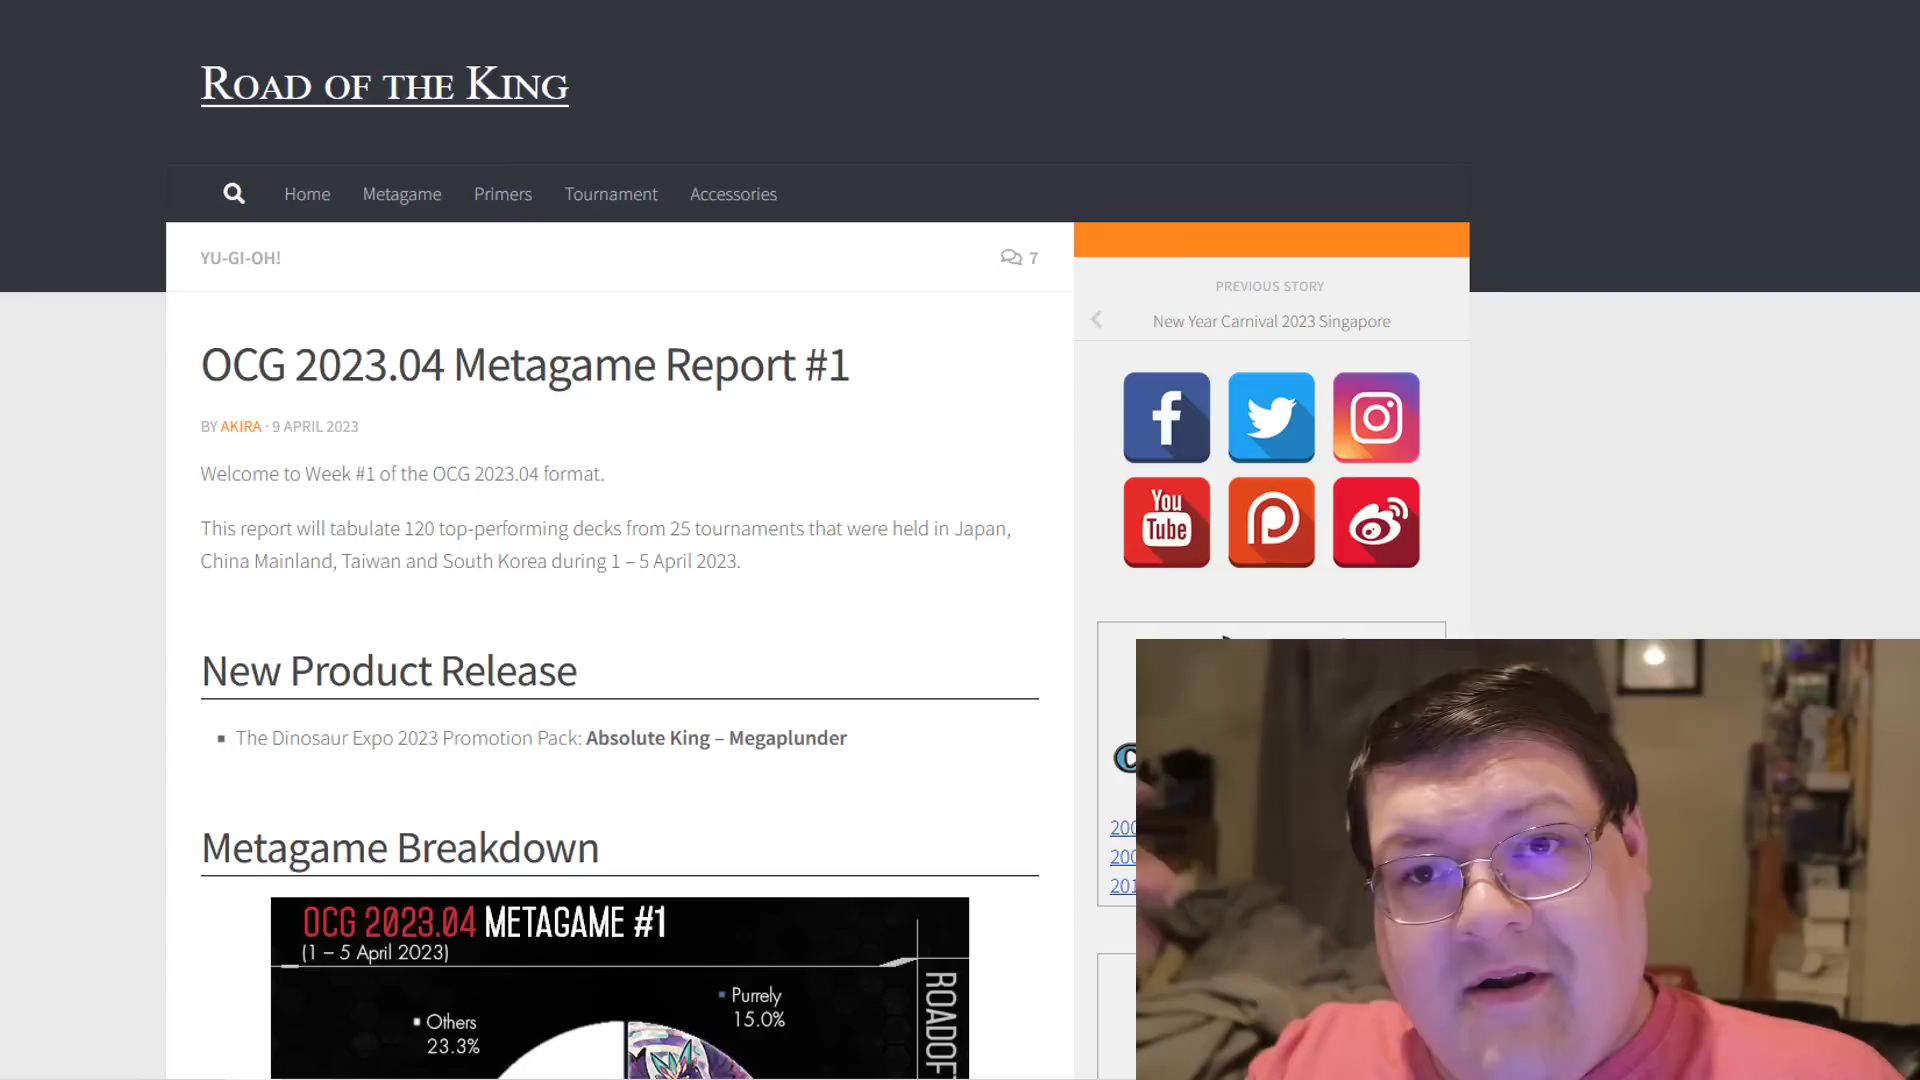 ROAD OF THE KING
Home Metagame Primers Tournament Accessories
YU-GI-OH!
7
OCG 2023.04 Metagame Report #1
BY AKIRA · 9 APRIL 2023
Welcome to Week #1 of the OCG 2023.04 format.
This report will tabulate 120 top-performing decks from 25 tournaments that were held in Japan,
China Mainland, Taiwan and South Korea during 1 – 5 April 2023.
New Product Release
▪ The Dinosaur Expo 2023 Promotion Pack: Absolute King – Megaplunder
Metagame Breakdown
OCG 2023.04 METAGAME #1
(1 – 5 April 2023)
Purrely
15.0%
Others
23.3%
ROADOF
PREVIOUS STORY
New Year Carnival 2023 Singapore
You
Tube
200
200
201